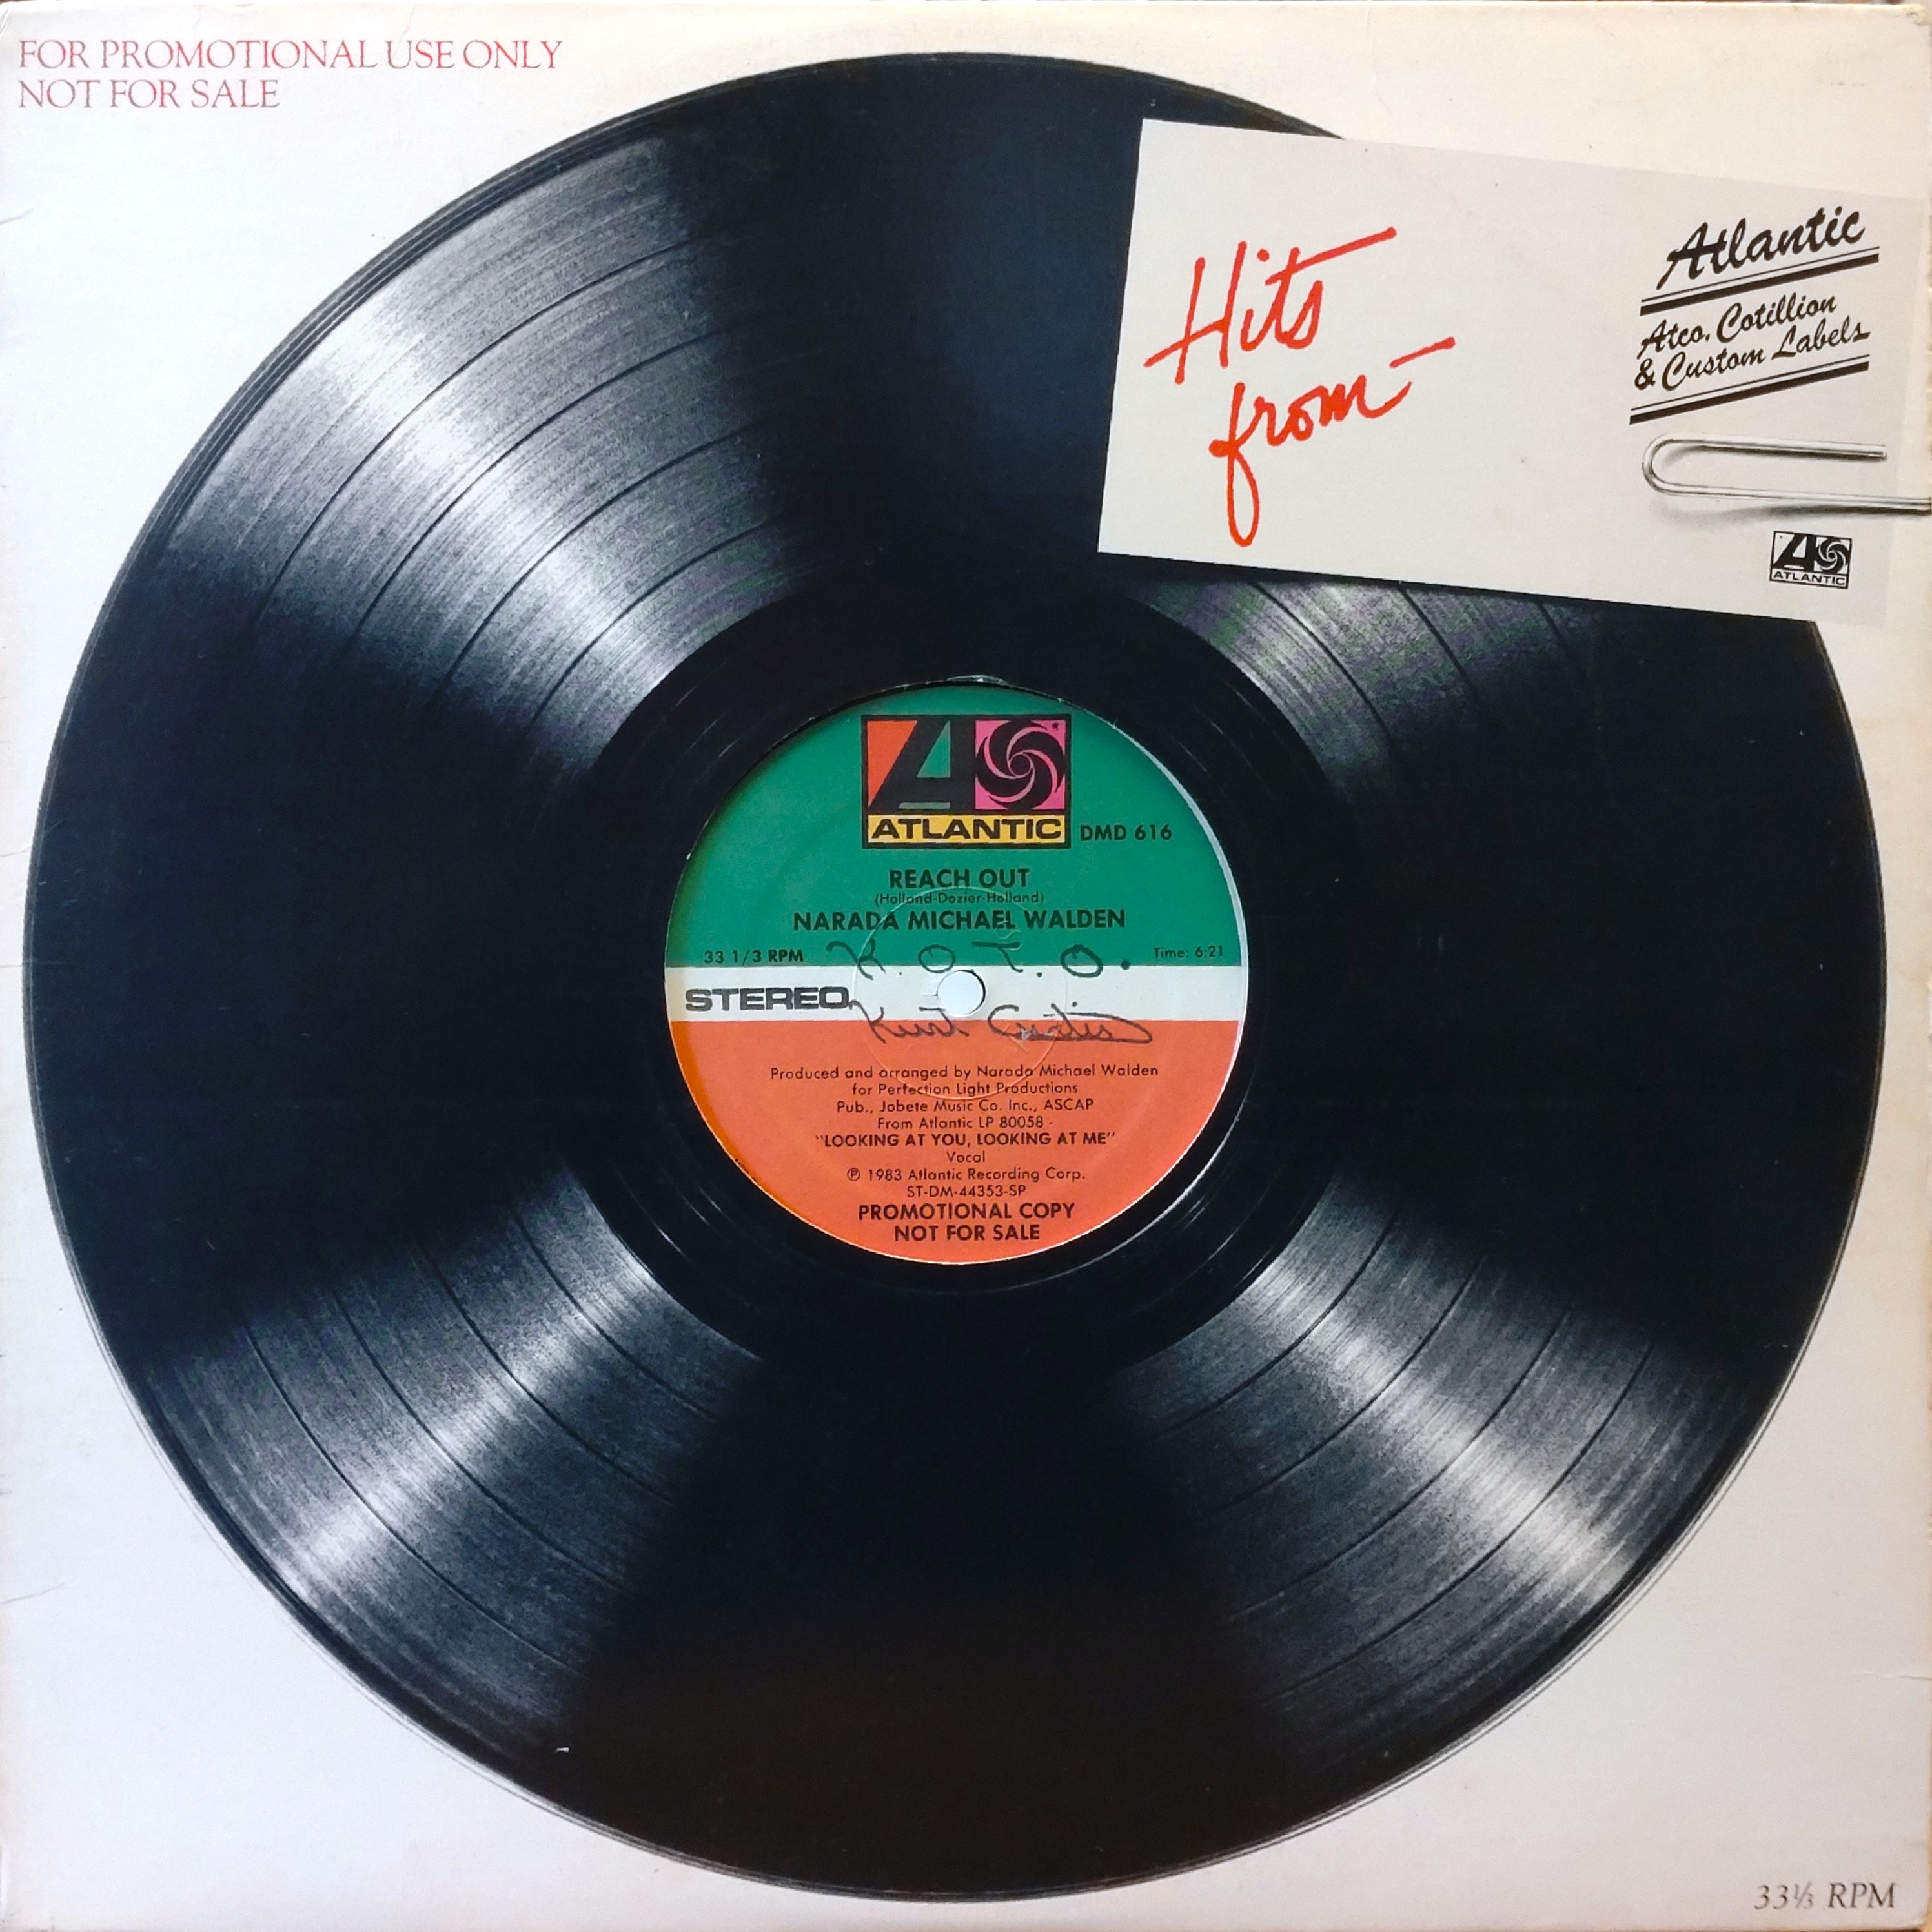 FOR PROMOTIONAL USE ONLY
NOT FOR SALE
Hits
from
Atlantic
Atco, Cotillion
& Custom Labels
ATLANTIC
ATLANTIC
DMD 616
REACH OUT
(Holland-Dozier-Holland)
NARADA MICHAEL WALDEN
33 1/3 RPM
K.O.T.O.
Time: 6:21
STEREO
Kurt Curtis
Produced and arranged by Narada Michael Walden
for Perfection Light Productions
Pub., Jobete Music Co. Inc., ASCAP
From Atlantic LP 80058 -
"LOOKING AT YOU, LOOKING AT ME"
Vocal
℗ 1983 Atlantic Recording Corp.
ST-DM-44353-SP
PROMOTIONAL COPY
NOT FOR SALE
33⅓ RPM